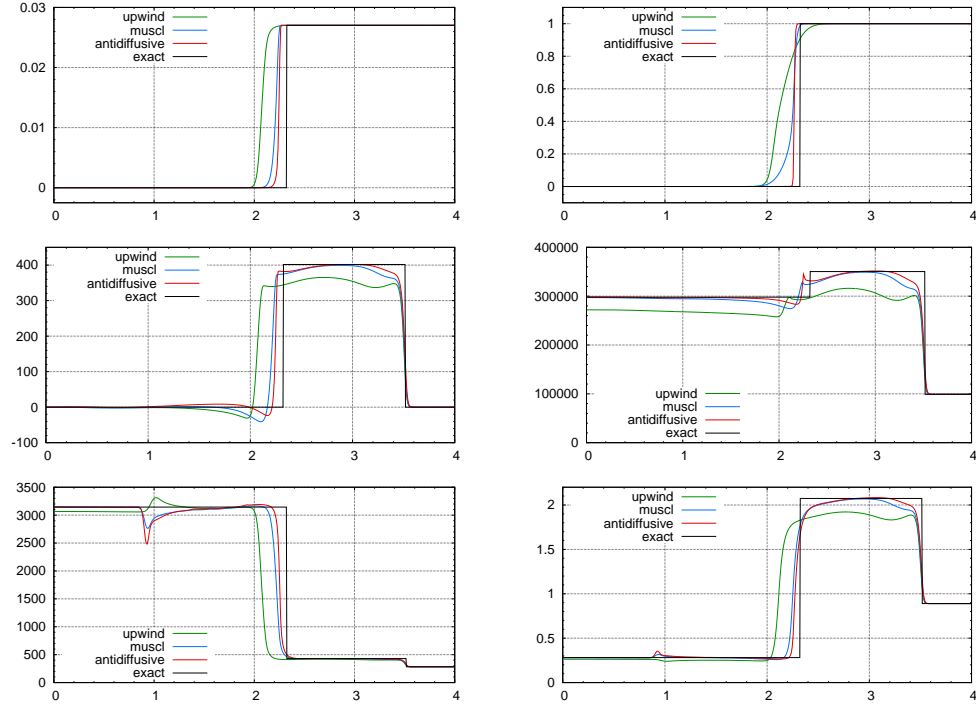 0.03
0.02
0.01
0
0 1 2 3 4
upwind
muscl
antidiffusive
exact
1
0.8
0.6
0.4
0.2
0
0 1 2 3 4
upwind
muscl
antidiffusive
exact
400
300
200
100
0
-100
0 1 2 3 4
upwind
muscl
antidiffusive
exact
400000
300000
200000
100000
0
0 1 2 3 4
upwind
muscl
antidiffusive
exact
3500
3000
2500
2000
1500
1000
500
0
0 1 2 3 4
upwind
muscl
antidiffusive
exact
2
1.5
1
0.5
0
0 1 2 3 4
upwind
muscl
antidiffusive
exact